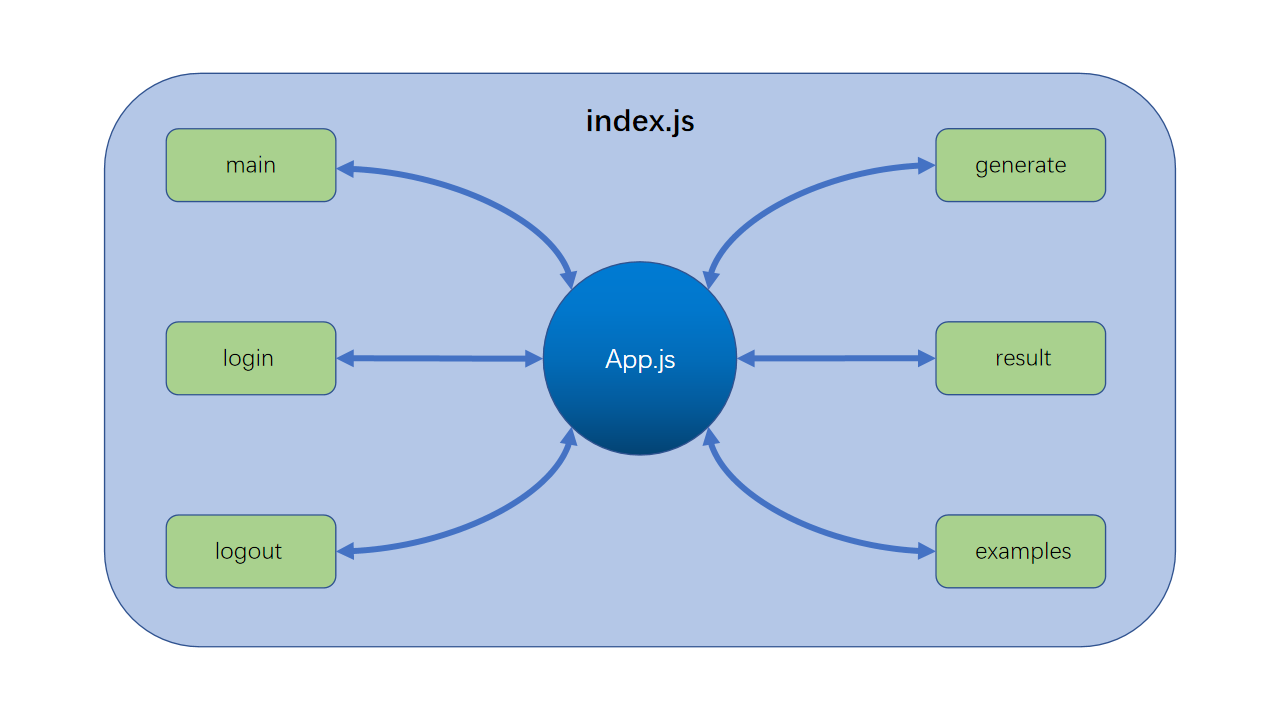 index.js
main
generate
login
App.js
result
logout
examples